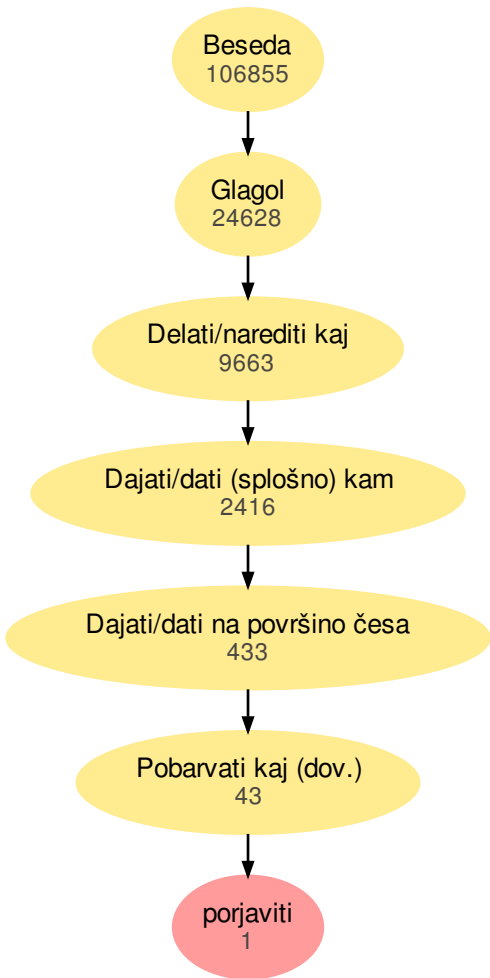 Beseda
106855
Glagol
24628
Delati/narediti kaj
9663
Dajati/dati (splošno) kam
2416
Dajati/dati na površino česa
433
Pobarvati kaj (dov.)
43
porjaviti
1